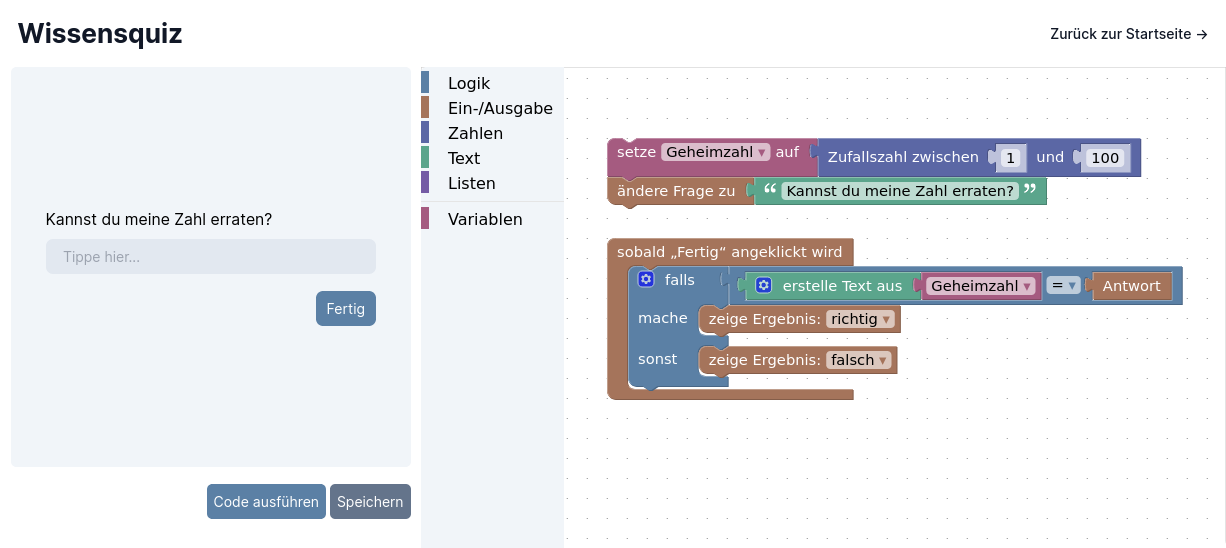 Wissensquiz
Zurück zur Startseite →
Kannst du meine Zahl erraten?
Tippe hier...
Fertig
Code ausführen
Speichern
Logik
Ein-/Ausgabe
Zahlen
Text
Listen
Variablen
setze Geheimzahl ▾ auf Zufallszahl zwischen 1 und 100
ändere Frage zu “ Kannst du meine Zahl erraten? ”
sobald „Fertig“ angeklickt wird
falls erstelle Text aus Geheimzahl ▾ = ▾ Antwort
mache zeige Ergebnis: richtig ▾
sonst zeige Ergebnis: falsch ▾